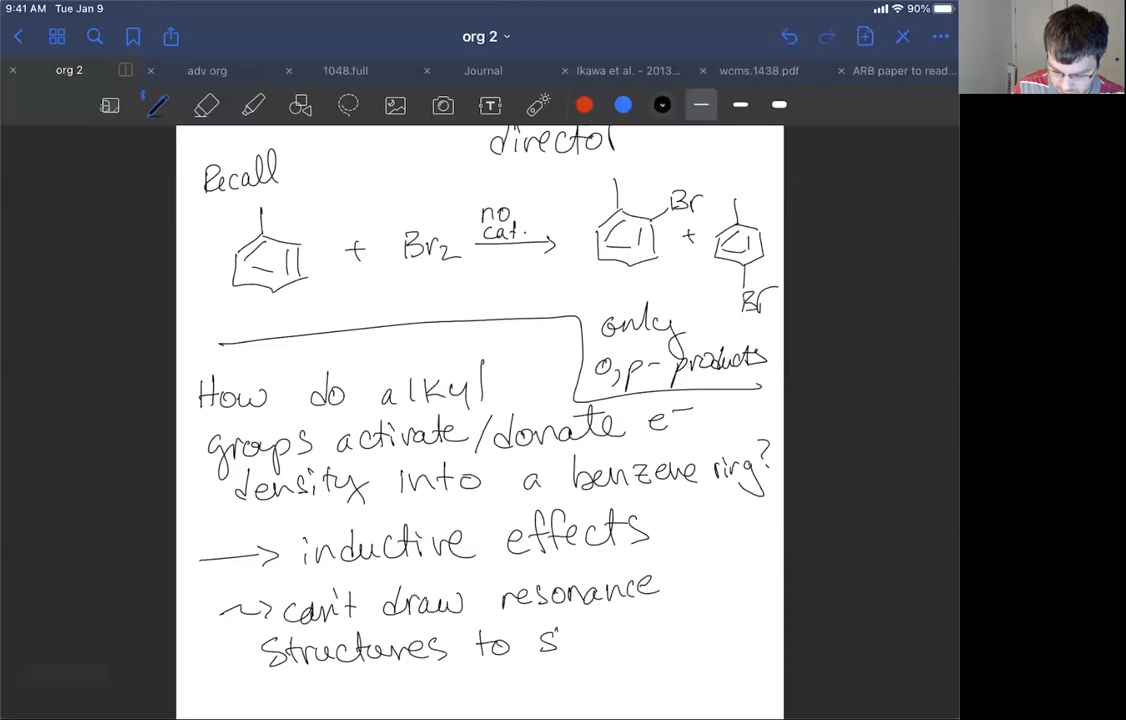 9:41 AM Tue Jan 9
90%
org 2
org 2
adv org
1048.full
Journal
Ikawa et al. - 2013...
wcms.1438.pdf
ARB paper to read...
director
Recall
+ Br2 no cat. Br + Br
only
o,p- products
How do alkyl
groups activate/donate e-
density into a benzene ring?
inductive effects
can't draw resonance
structures to s